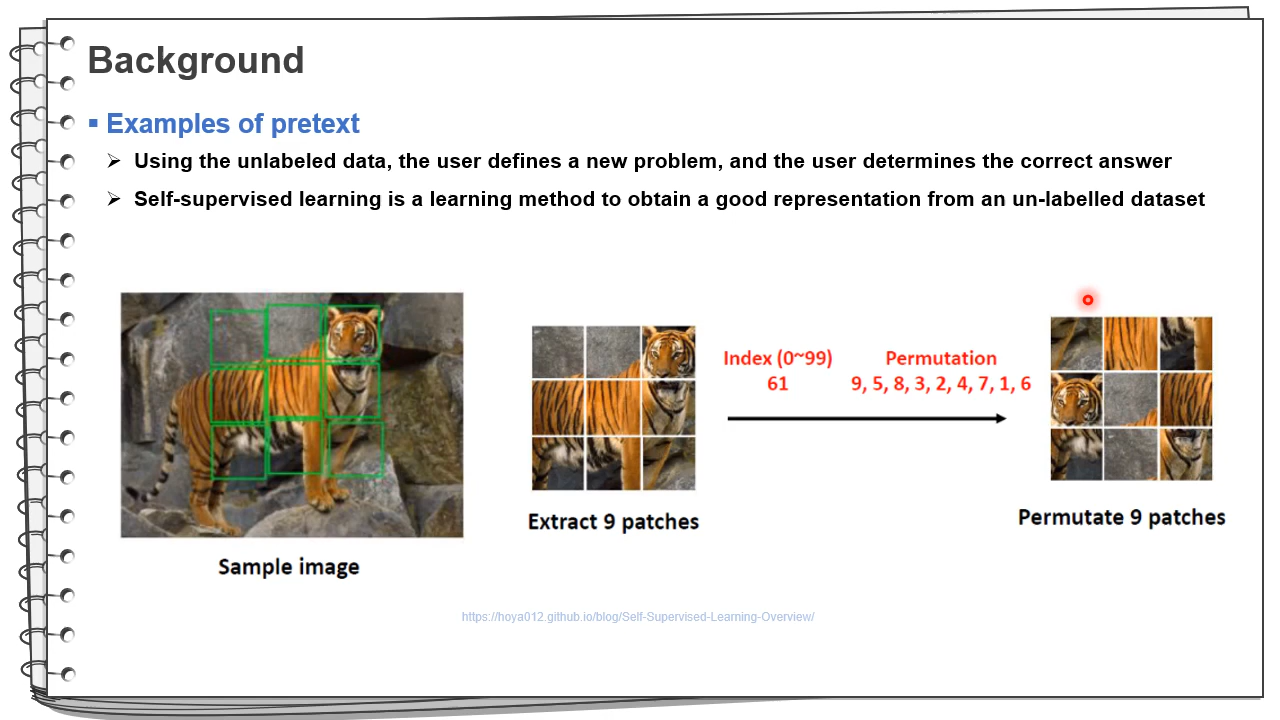 Background
Examples of pretext
Using the unlabeled data, the user defines a new problem, and the user determines the correct answer
Self-supervised learning is a learning method to obtain a good representation from an un-labelled dataset
Index (0~99)
61
Permutation
9, 5, 8, 3, 2, 4, 7, 1, 6
Extract 9 patches
Permutate 9 patches
Sample image
https://hoya012.github.io/blog/Self-Supervised-Learning-Overview/